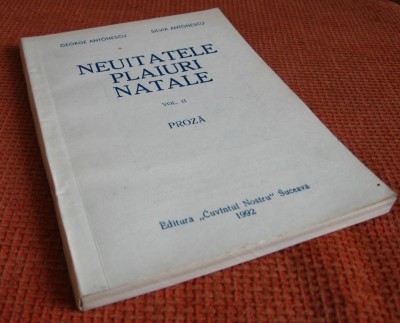 GEORGE ANTONESCU SILVIA ANTONESCU
NEUITATELE
PLAIURI
NATALE
VOL. II
PROZĂ
Editura „Cuvîntul Nostru" Suceava
1992